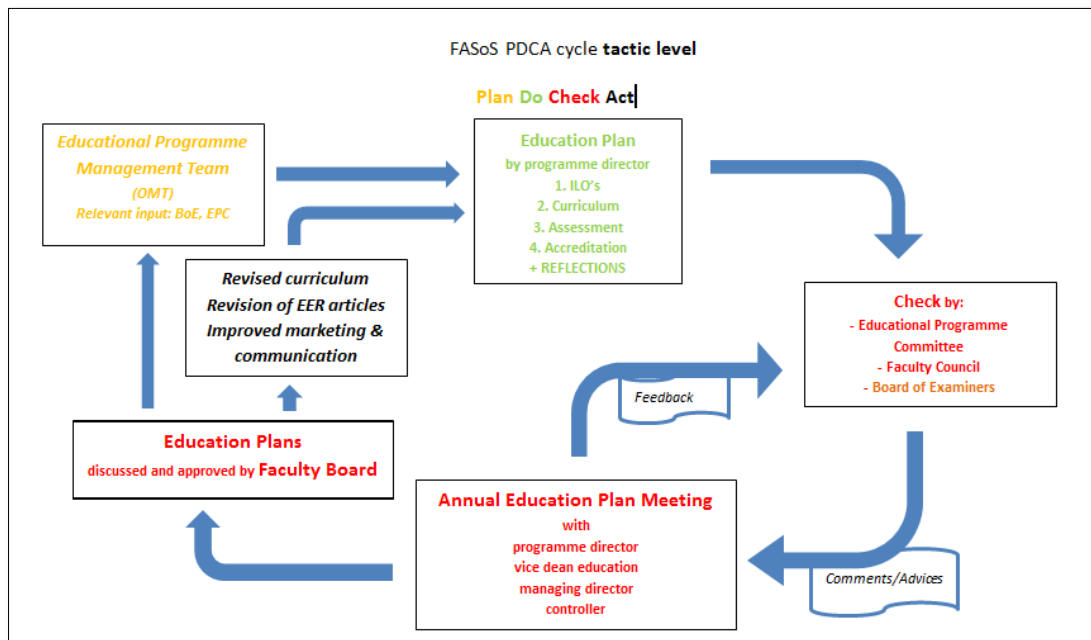 FASoS PDCA cycle tactic level
Plan Do Check Act
Educational Programme
Management Team
(OMT)
Relevant input: BoE, EPC
Education Plan
by programme director
1. ILO's
2. Curriculum
3. Assessment
4. Accreditation
+ REFLECTIONS
Revised curriculum
Revision of EER articles
Improved marketing &
communication
Check by:
- Educational Programme
Committee
- Faculty Council
- Board of Examiners
Feedback
Education Plans
discussed and approved by Faculty Board
Annual Education Plan Meeting
with
programme director
vice dean education
managing director
controller
Comments/Advices